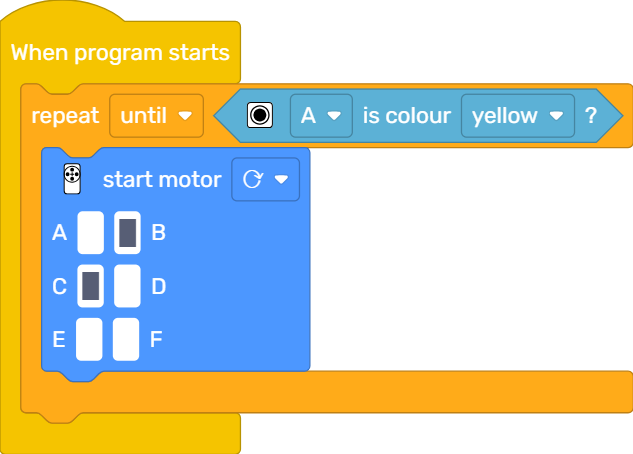 When program starts
repeat until A is colour yellow ?
start motor
A B
C D
E F